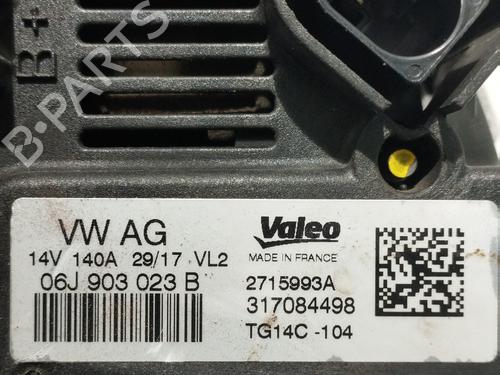 B+
B-PARTS
VW AG
14V 140A 29/17 VL2
06J 903 023 B
Valeo
MADE IN FRANCE
2715993A
317084498
TG14C -104